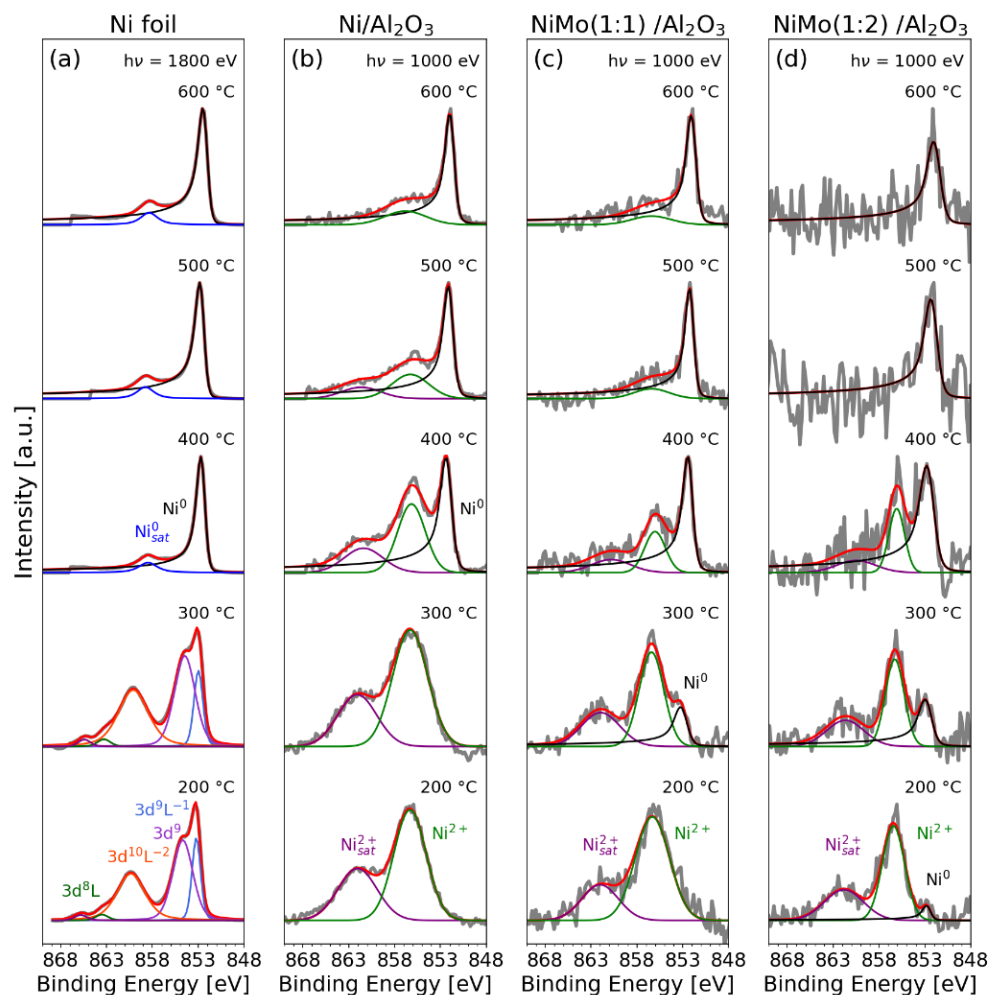 Ni foil
Ni/Al₂O₃
NiMo(1:1) /Al₂O₃
NiMo(1:2) /Al₂O₃
(a)
hν = 1800 eV
600 °C
500 °C
400 °C
Ni⁰
Ni⁰sat
300 °C
200 °C
3d⁹L⁻¹
3d⁹
3d¹⁰L⁻²
3d⁸L
868 863 858 853 848
Binding Energy [eV]
(b)
hν = 1000 eV
600 °C
500 °C
400 °C
Ni⁰
300 °C
200 °C
Ni²⁺sat
Ni²⁺
868 863 858 853 848
Binding Energy [eV]
(c)
hν = 1000 eV
600 °C
500 °C
400 °C
300 °C
Ni⁰
200 °C
Ni²⁺sat
Ni²⁺
868 863 858 853 848
Binding Energy [eV]
(d)
hν = 1000 eV
600 °C
500 °C
400 °C
300 °C
200 °C
Ni²⁺sat
Ni²⁺
Ni⁰
868 863 858 853 848
Binding Energy [eV]
Intensity [a.u.]